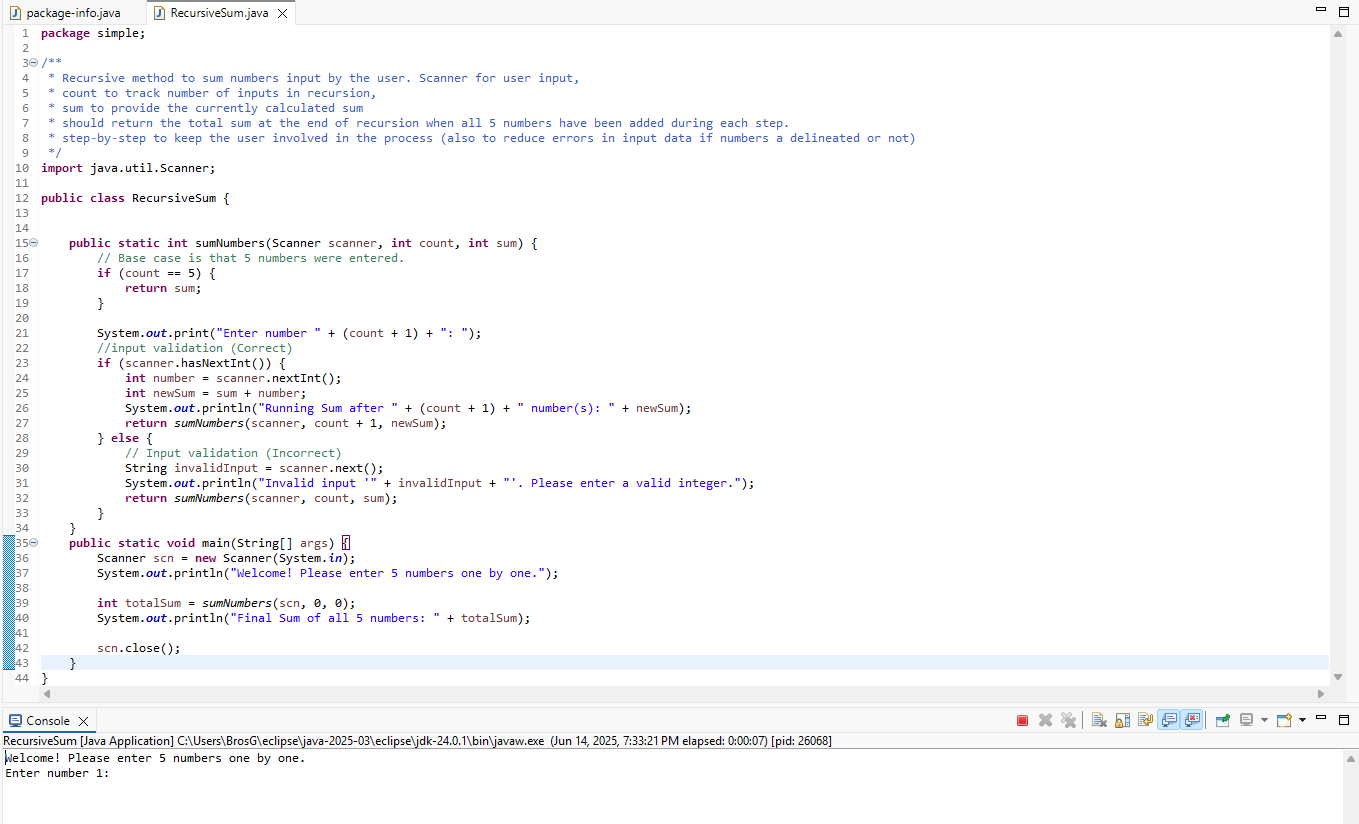 package-info.java RecursiveSum.java
1 package simple;
2
3 /**
4 * Recursive method to sum numbers input by the user. Scanner for user input,
5 * count to track number of inputs in recursion,
6 * sum to provide the currently calculated sum
7 * should return the total sum at the end of recursion when all 5 numbers have been added during each step.
8 * step-by-step to keep the user involved in the process (also to reduce errors in input data if numbers a delineated or not)
9 */
10 import java.util.Scanner;
11
12 public class RecursiveSum {
13
14
15 public static int sumNumbers(Scanner scanner, int count, int sum) {
16 // Base case is that 5 numbers were entered.
17 if (count == 5) {
18 return sum;
19 }
20
21 System.out.print("Enter number " + (count + 1) + ": ");
22 //input validation (Correct)
23 if (scanner.hasNextInt()) {
24 int number = scanner.nextInt();
25 int newSum = sum + number;
26 System.out.println("Running Sum after " + (count + 1) + " number(s): " + newSum);
27 return sumNumbers(scanner, count + 1, newSum);
28 } else {
29 // Input validation (Incorrect)
30 String invalidInput = scanner.next();
31 System.out.println("Invalid input '" + invalidInput + "'. Please enter a valid integer.");
32 return sumNumbers(scanner, count, sum);
33 }
34 }
35 public static void main(String[] args) {
36 Scanner scn = new Scanner(System.in);
37 System.out.println("Welcome! Please enter 5 numbers one by one.");
38
39 int totalSum = sumNumbers(scn, 0, 0);
40 System.out.println("Final Sum of all 5 numbers: " + totalSum);
41
42 scn.close();
43 }
44 }
Console
RecursiveSum [Java Application] C:\Users\BrosG\eclipse\java-2025-03\eclipse\jdk-24.0.1\bin\javaw.exe (Jun 14, 2025, 7:33:21 PM elapsed: 0:00:07) [pid: 26068]
Welcome! Please enter 5 numbers one by one.
Enter number 1: